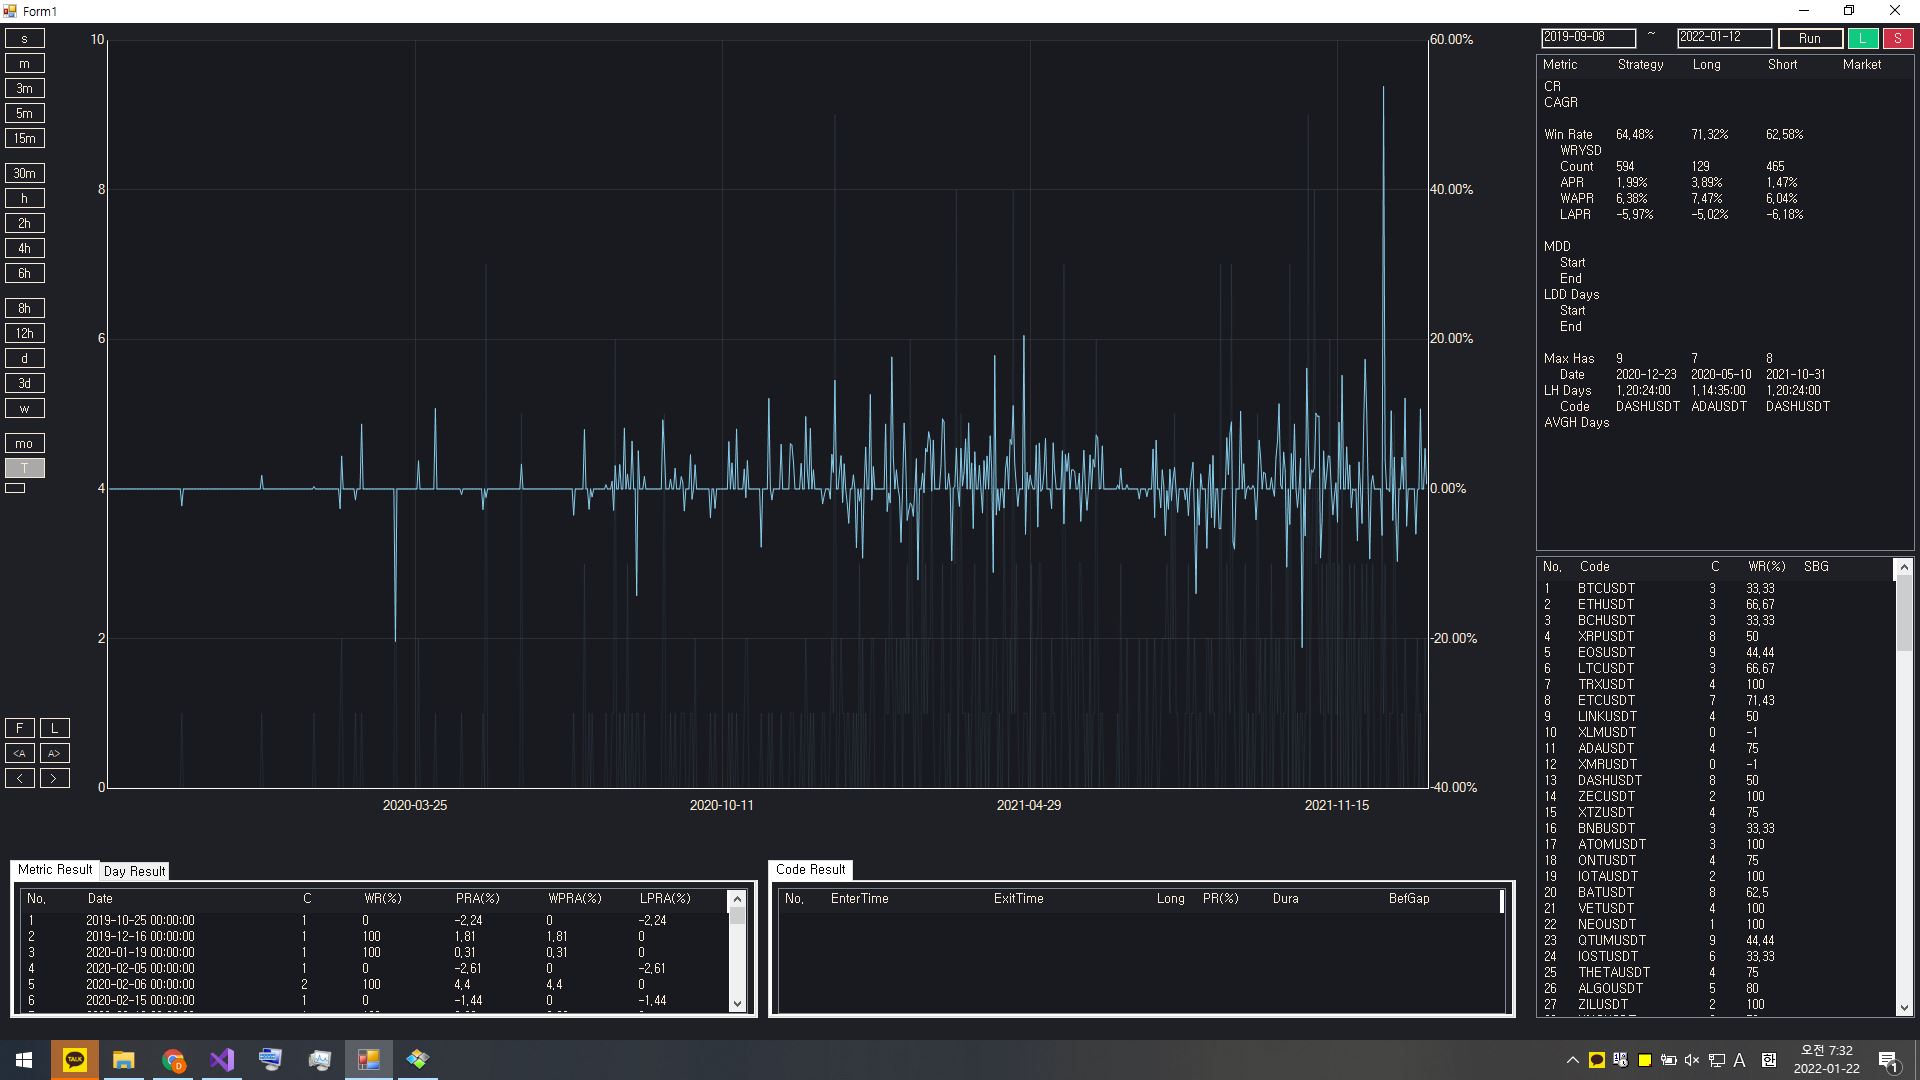 Form1
s
m
3m
5m
15m
30m
h
2h
4h
6h
8h
12h
d
3d
w
mo
T
F L
<A A>
< >
10
8
6
4
2
0
60.00%
40.00%
20.00%
0.00%
-20.00%
-40.00%
2020-03-25 2020-10-11 2021-04-29 2021-11-15
2019-09-08 ~ 2022-01-12 Run L S
Metric Strategy Long Short Market
CR
CAGR
Win Rate 64,48% 71,32% 62,58%
WRYSD
Count 594 129 465
APR 1,99% 3,89% 1,47%
WAPR 6,38% 7,47% 6,04%
LAPR -5,97% -5,02% -6,18%
MDD
Start
End
LDD Days
Start
End
Max Has 9 7 8
Date 2020-12-23 2020-05-10 2021-10-31
LH Days 1,20:24:00 1,14:35:00 1,20:24:00
Code DASHUSDT ADAUSDT DASHUSDT
AVGH Days
No, Code C WR(%) SBG
1 BTCUSDT 3 33,33
2 ETHUSDT 3 66,67
3 BCHUSDT 3 33,33
4 XRPUSDT 8 50
5 EOSUSDT 9 44,44
6 LTCUSDT 3 66,67
7 TRXUSDT 4 100
8 ETCUSDT 7 71,43
9 LINKUSDT 4 50
10 XLMUSDT 0 -1
11 ADAUSDT 4 75
12 XMRUSDT 0 -1
13 DASHUSDT 8 50
14 ZECUSDT 2 100
15 XTZUSDT 4 75
16 BNBUSDT 3 33,33
17 ATOMUSDT 3 100
18 ONTUSDT 4 75
19 IOTAUSDT 2 100
20 BATUSDT 8 62,5
21 VETUSDT 4 100
22 NEOUSDT 1 100
23 QTUMUSDT 9 44,44
24 IOSTUSDT 6 33,33
25 THETAUSDT 4 75
26 ALGOUSDT 5 80
27 ZILUSDT 2 100
Metric Result Day Result
No, Date C WR(%) PRA(%) WPRA(%) LPRA(%)
1 2019-10-25 00:00:00 1 0 -2,24 0 -2,24
2 2019-12-16 00:00:00 1 100 1,81 1,81 0
3 2020-01-19 00:00:00 1 100 0,31 0,31 0
4 2020-02-05 00:00:00 1 0 -2,61 0 -2,61
5 2020-02-06 00:00:00 2 100 4,4 4,4 0
6 2020-02-15 00:00:00 1 0 -1,44 0 -1,44
Code Result
No, EnterTime ExitTime Long PR(%) Dura BefGap
TALK
A
오전 7:32
2022-01-22
1